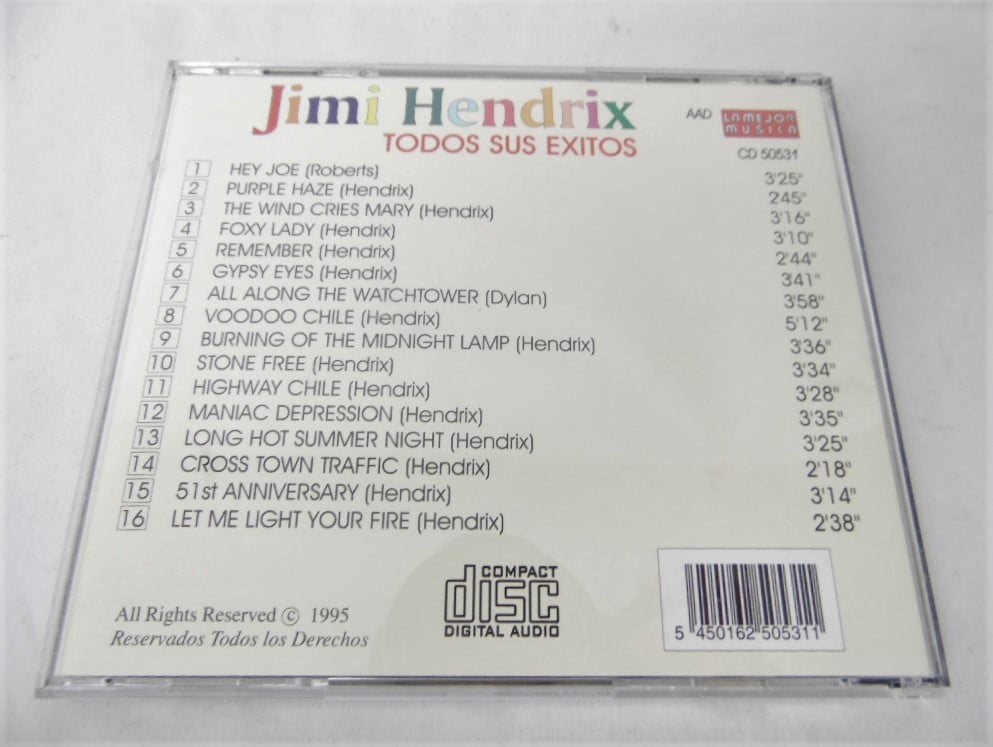 Jimi Hendrix
AAD LA MEJOR MUSICA
TODOS SUS EXITOS
CD 50531
1 HEY JOE (Roberts) 3'25"
2 PURPLE HAZE (Hendrix) 2'45"
3 THE WIND CRIES MARY (Hendrix) 3'16"
4 FOXY LADY (Hendrix) 3'10"
5 REMEMBER (Hendrix) 2'44"
6 GYPSY EYES (Hendrix) 3'41"
7 ALL ALONG THE WATCHTOWER (Dylan) 3'58"
8 VOODOO CHILE (Hendrix) 5'12"
9 BURNING OF THE MIDNIGHT LAMP (Hendrix) 3'36"
10 STONE FREE (Hendrix) 3'34"
11 HIGHWAY CHILE (Hendrix) 3'28"
12 MANIAC DEPRESSION (Hendrix) 3'35"
13 LONG HOT SUMMER NIGHT (Hendrix) 3'25"
14 CROSS TOWN TRAFFIC (Hendrix) 2'18"
15 51st ANNIVERSARY (Hendrix) 3'14"
16 LET ME LIGHT YOUR FIRE (Hendrix) 2'38"
All Rights Reserved © 1995
Reservados Todos los Derechos
COMPACT
disc
DIGITAL AUDIO
5 450162 505311